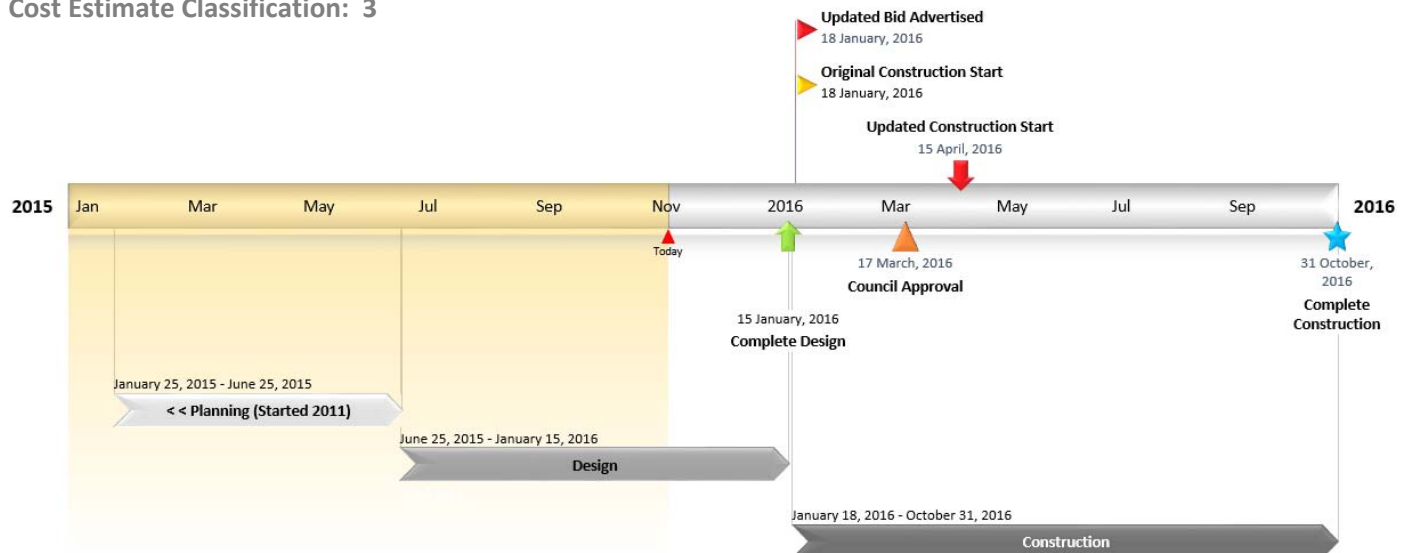 Cost Estimate Classification: 3
Updated Bid Advertised
18 January, 2016
Original Construction Start
18 January, 2016
Updated Construction Start
15 April, 2016
2015 Jan Mar May Jul Sep Nov 2016 Mar May Jul Sep 2016
Today
17 March, 2016
Council Approval
31 October,
2016
Complete
Construction
15 January, 2016
Complete Design
January 25, 2015 - June 25, 2015
< < Planning (Started 2011)
June 25, 2015 - January 15, 2016
Design
January 18, 2016 - October 31, 2016
Construction